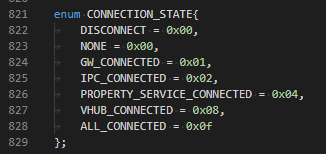 821 enum CONNECTION_STATE{
822 DISCONNECT = 0x00,
823 NONE = 0x00,
824 GW_CONNECTED = 0x01,
825 IPC_CONNECTED = 0x02,
826 PROPERTY_SERVICE_CONNECTED = 0x04,
827 VHUB_CONNECTED = 0x08,
828 ALL_CONNECTED = 0x0f
829 };